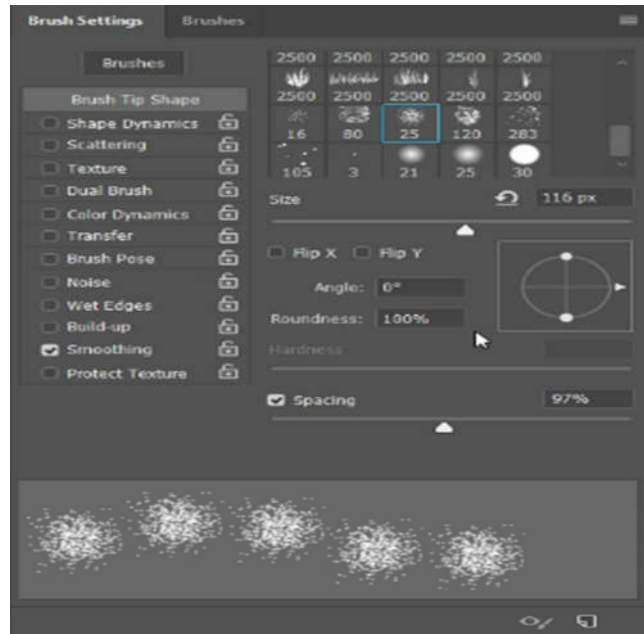 Brush Settings Brushes
Brushes
2500 2500 2500 2500 2500
2500 2500 2500 2500 2500
16 80 25 120 283
105 3 21 25 30
Brush Tip Shape
Shape Dynamics
Scattering
Texture
Dual Brush
Color Dynamics
Transfer
Brush Pose
Noise
Wet Edges
Build-up
Smoothing
Protect Texture
Size 116 px
Flip X Flip Y
Angle: 0°
Roundness: 100%
Hardness
Spacing 97%